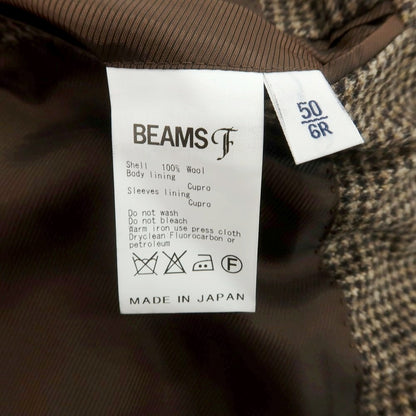 BEAMS F
50
6R
Shell 100% Wool
Body lining
Cupro
Sleeves lining
Cupro
Do not wash
Do not bleach
Warm iron use press cloth
Dryclean Fluorocarbon or
petroleum
F
MADE IN JAPAN